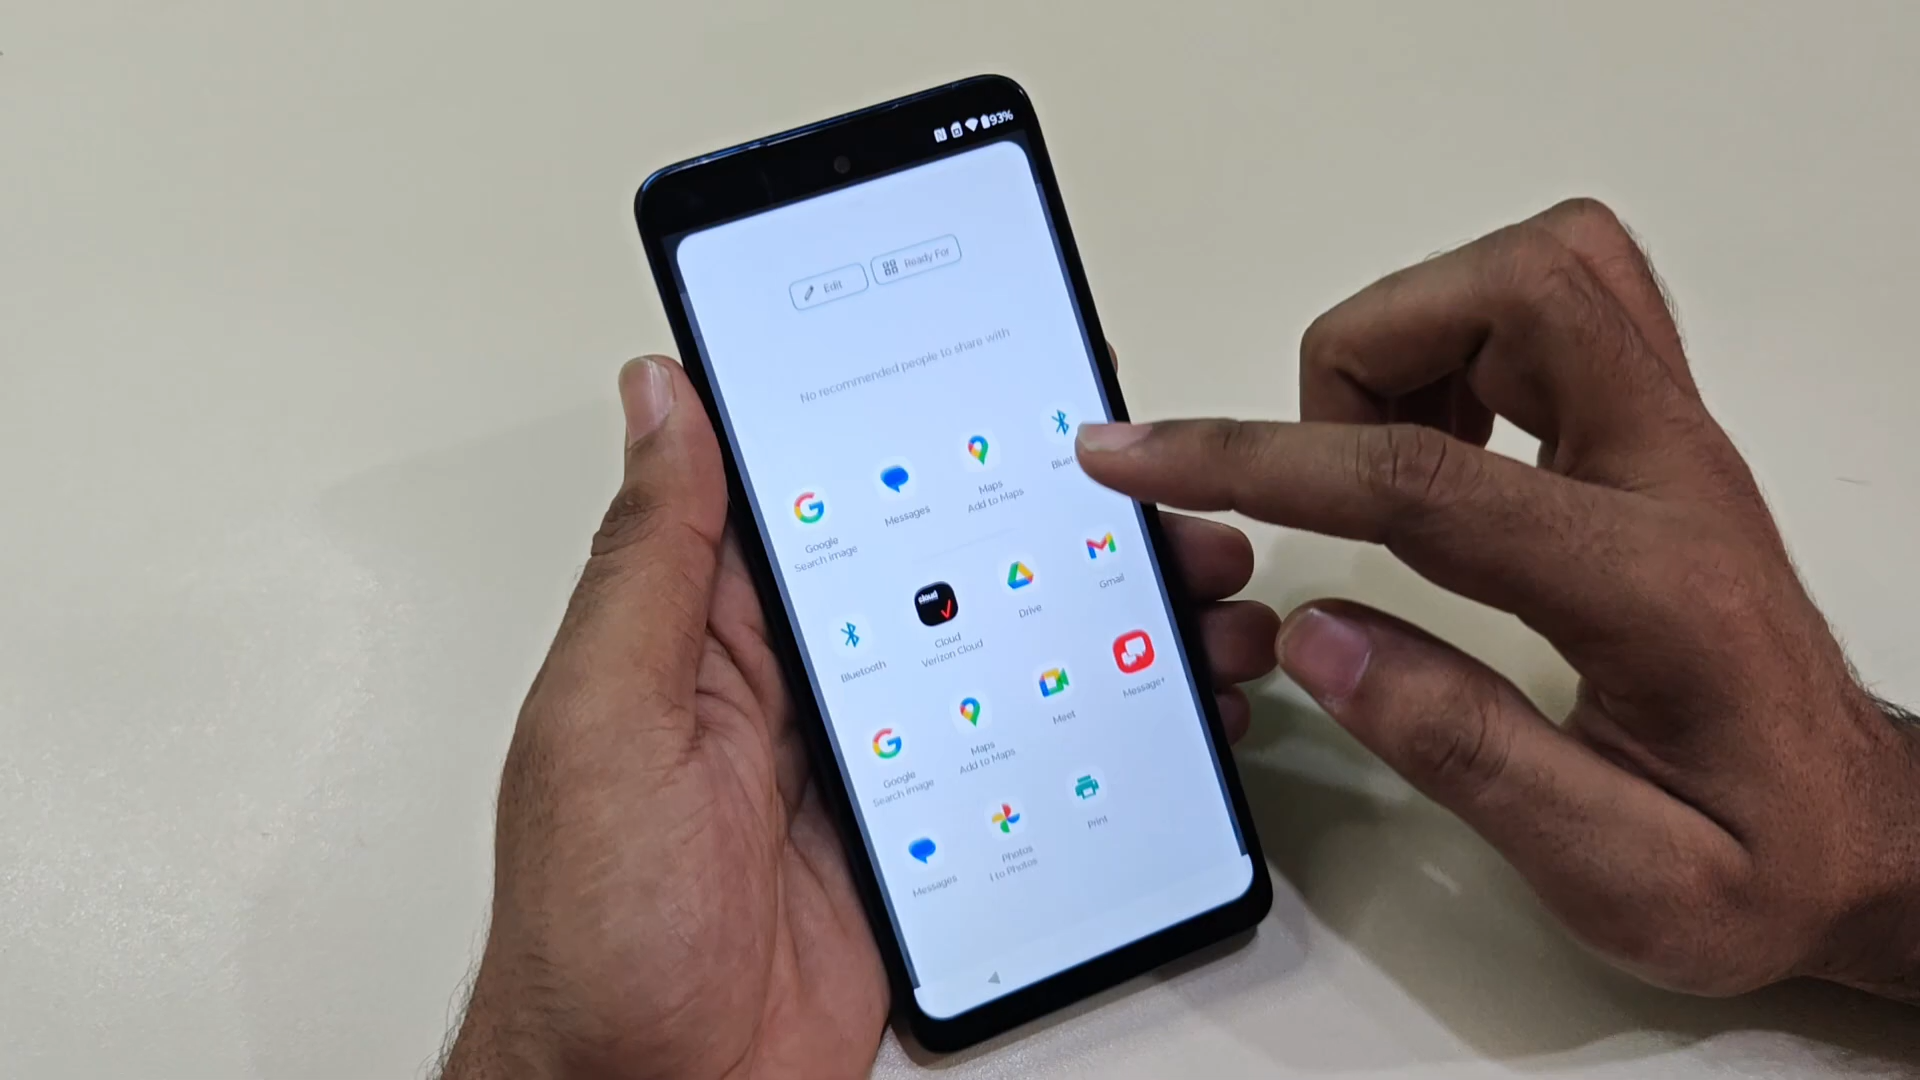 93%
Edit
Ready For
No recommended people to share with
Google
Search image
Messages
Maps
Add to Maps
Bluet
Bluetooth
cloud
Cloud
Verizon Cloud
Drive
Gmail
Google
Search image
Maps
Add to Maps
Meet
Message+
Messages
Photos
to Photos
Print